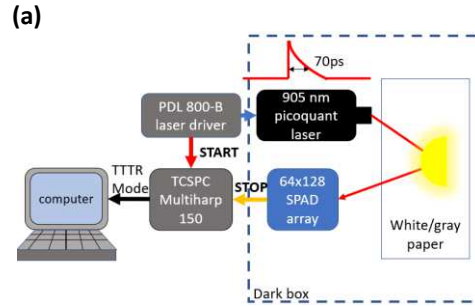 (a)
70ps
PDL 800-B
laser driver
905 nm
picoquant
laser
START
TTTR
Mode
STOP
computer
TCSPC
Multiharp
150
64x128
SPAD
array
White/gray
paper
Dark box